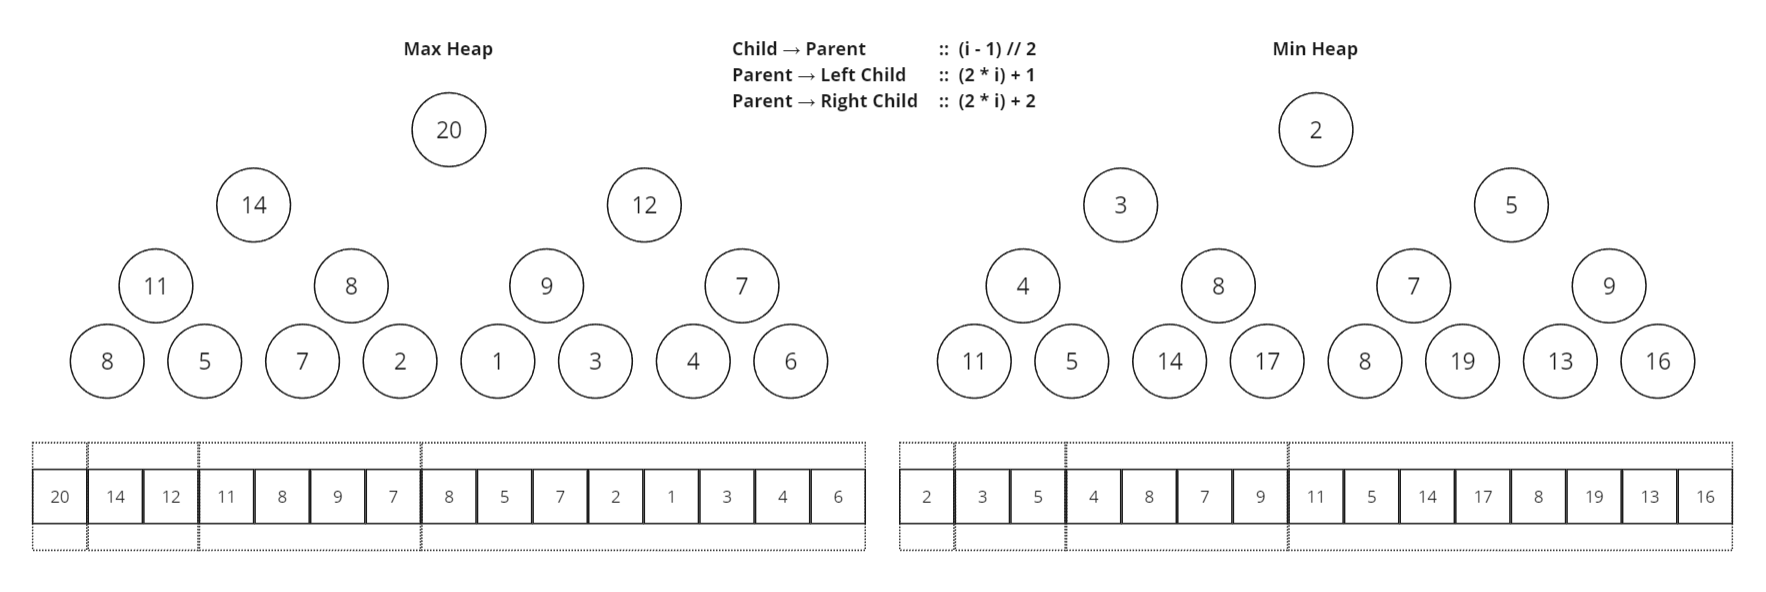 Max Heap
Child → Parent :: (i - 1) // 2
Parent → Left Child :: (2 * i) + 1
Parent → Right Child :: (2 * i) + 2
Min Heap
20
14 12
11 8 9 7
8 5 7 2 1 3 4 6
2
3 5
4 8 7 9
11 5 14 17 8 19 13 16
20 14 12 11 8 9 7 8 5 7 2 1 3 4 6
2 3 5 4 8 7 9 11 5 14 17 8 19 13 16